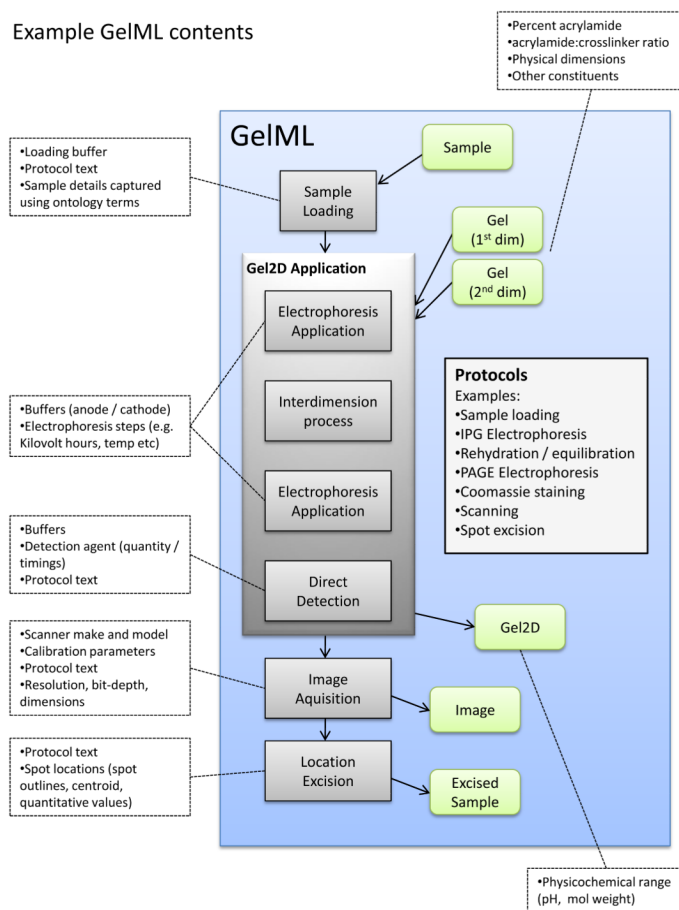 Example GelML contents
•Percent acrylamide
•acrylamide:crosslinker ratio
•Physical dimensions
•Other constituents
GelML
Sample
•Loading buffer
•Protocol text
•Sample details captured
using ontology terms
Sample
Loading
Gel
(1st dim)
Gel
(2nd dim)
Gel2D Application
Electrophoresis
Application
Interdimension
process
Electrophoresis
Application
Direct
Detection
•Buffers (anode / cathode)
•Electrophoresis steps (e.g.
Kilovolt hours, temp etc)
Protocols
Examples:
•Sample loading
•IPG Electrophoresis
•Rehydration / equilibration
•PAGE Electrophoresis
•Coomassie staining
•Scanning
•Spot excision
•Buffers
•Detection agent (quantity /
timings)
•Protocol text
Gel2D
•Scanner make and model
•Calibration parameters
•Protocol text
•Resolution, bit-depth,
dimensions
Image
Aquisition
Image
•Protocol text
•Spot locations (spot
outlines, centroid,
quantitative values)
Location
Excision
Excised
Sample
•Physicochemical range
(pH, mol weight)